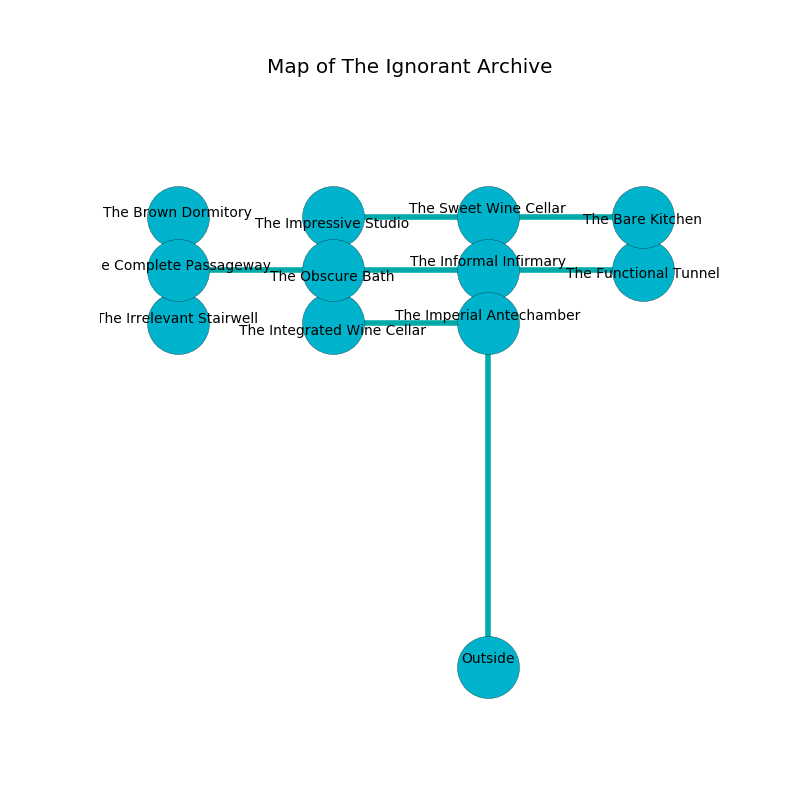 Map of The Ignorant Archive
The Brown Dormitory
The Impressive Studio
The Sweet Wine Cellar
The Bare Kitchen
e Complete Passageway
The Obscure Bath
The Informal Infirmary
The Functional Tunnel
The Irrelevant Stairwell
The Integrated Wine Cellar
The Imperial Antechamber
Outside